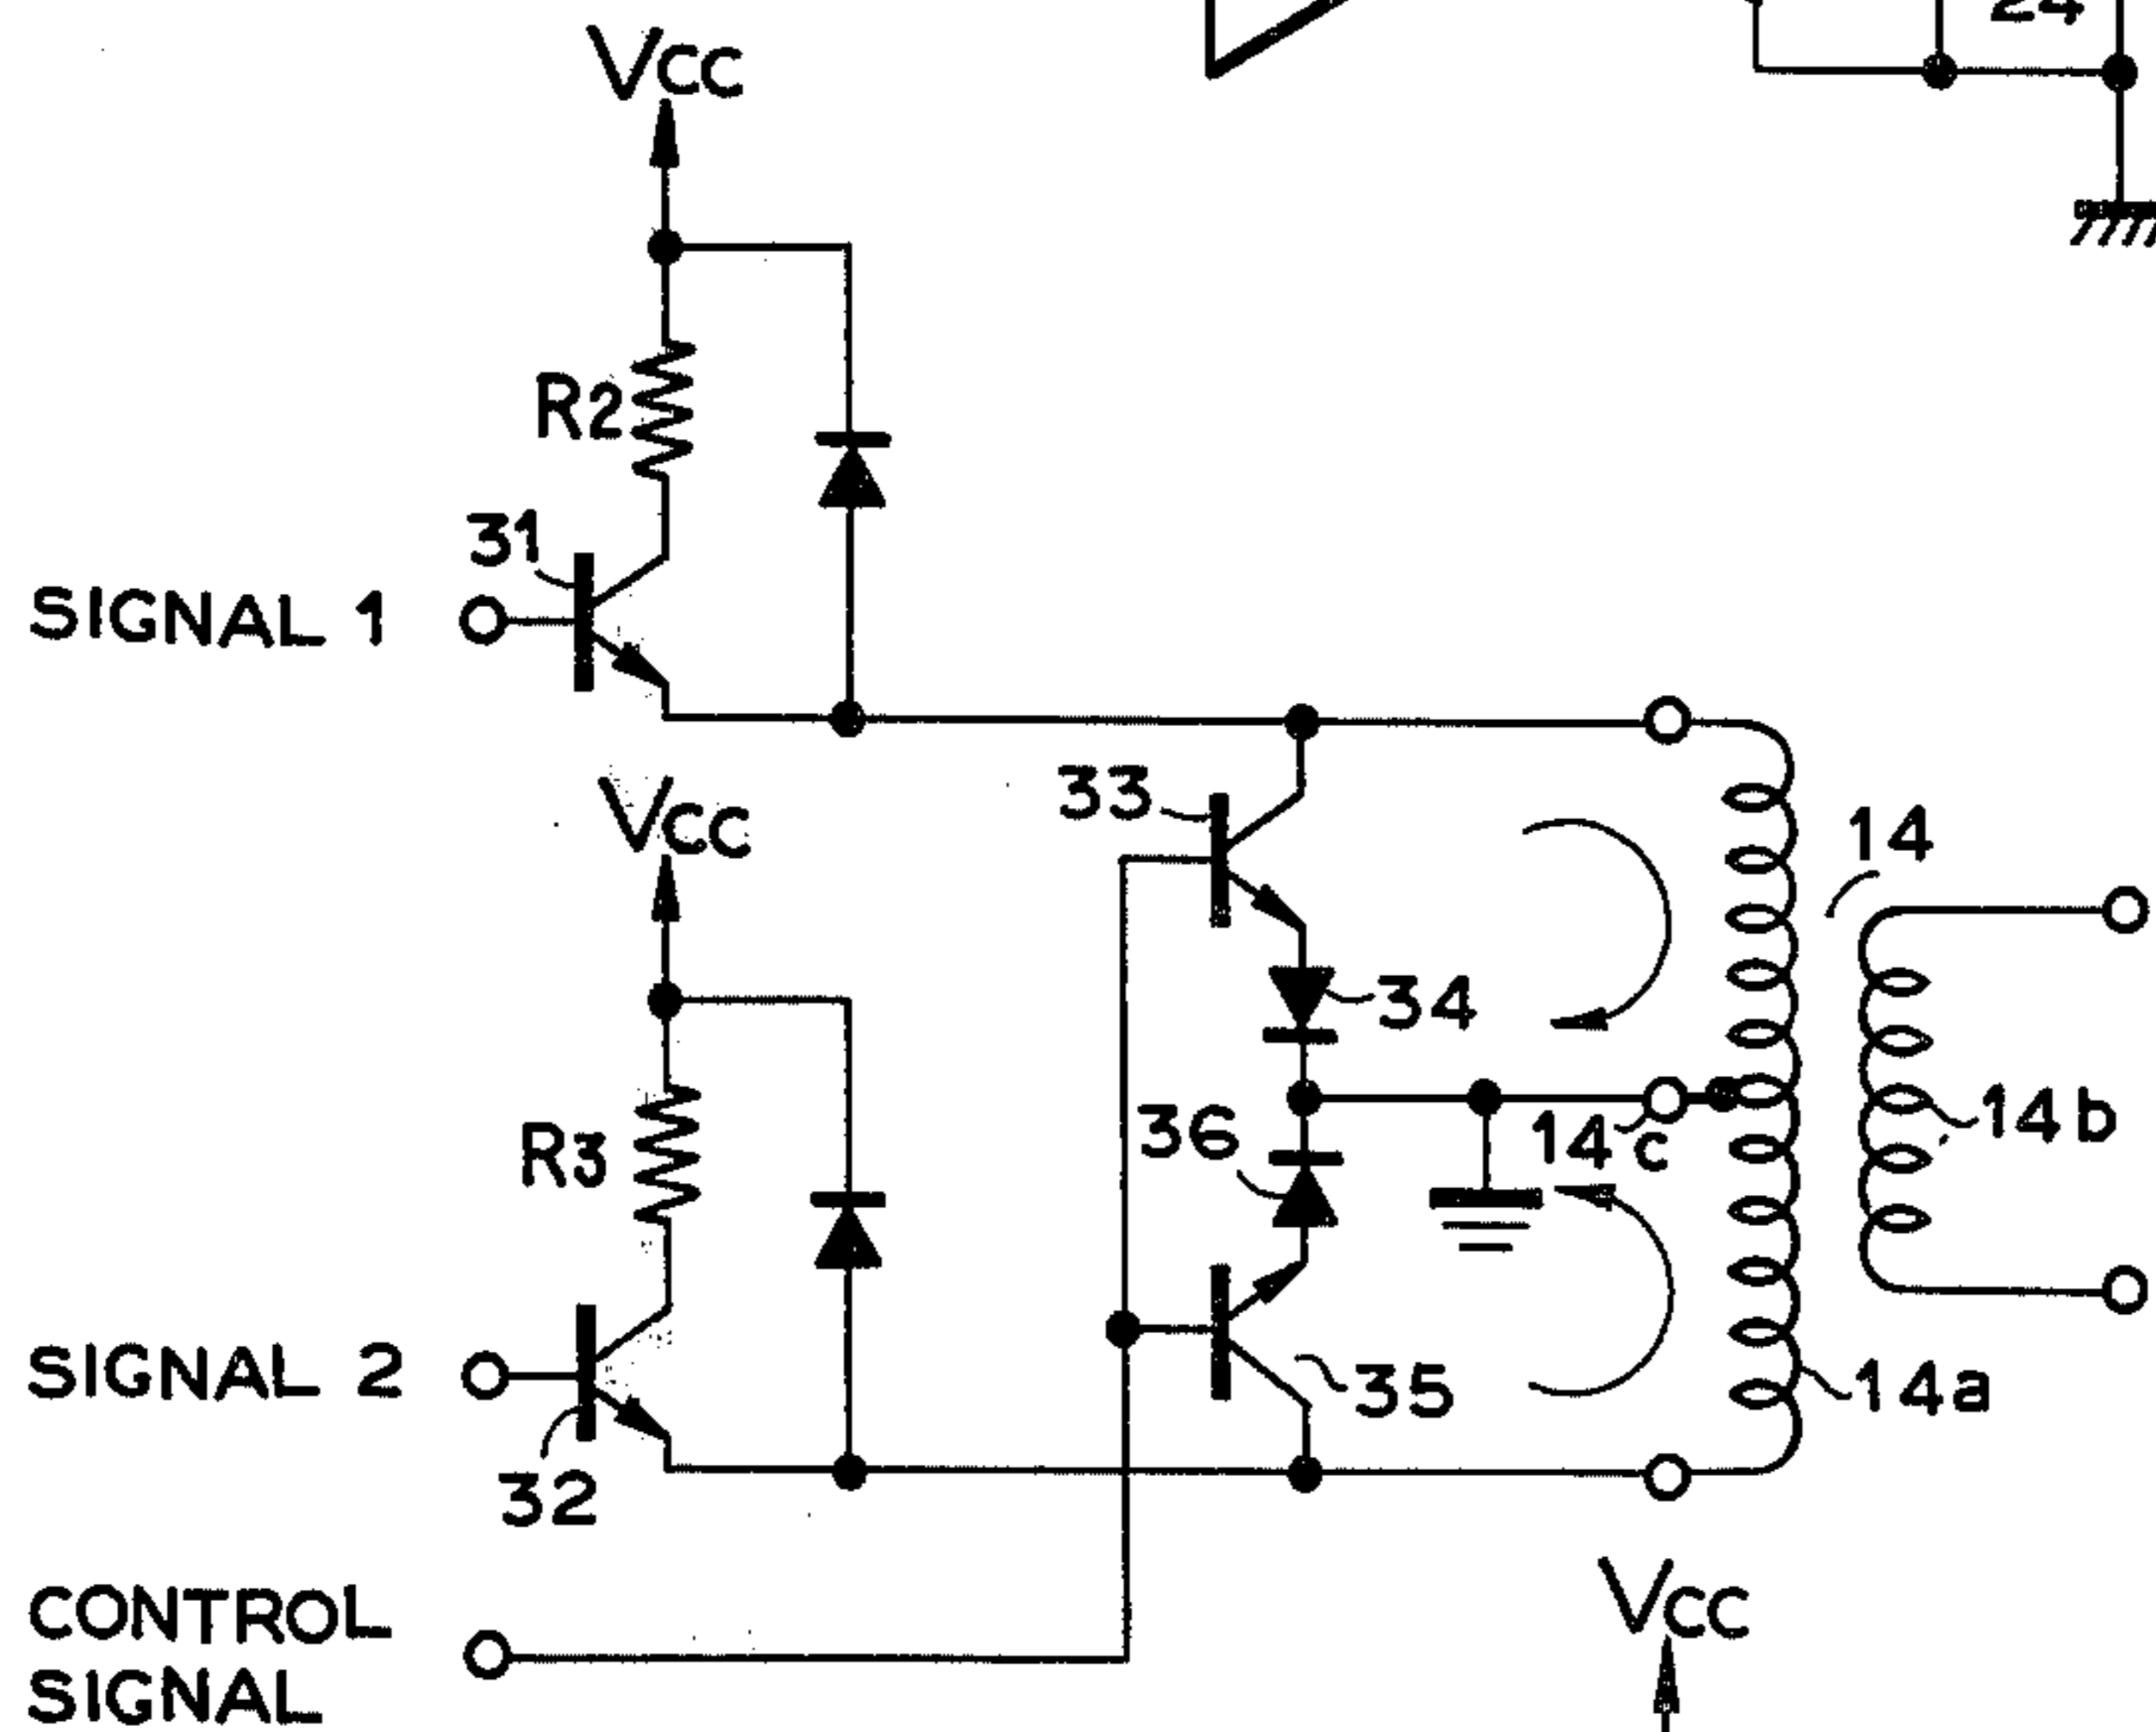 24
Vcc
R2
31
SIGNAL 1
33
Vcc
14
34
36
14c
14b
R3
SIGNAL 2
35
14a
32
Vcc
CONTROL
SIGNAL